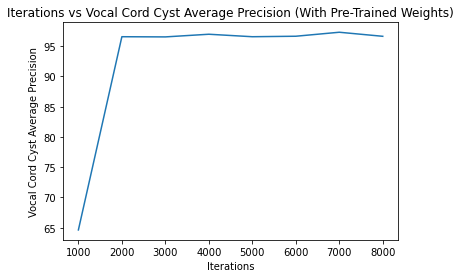 Iterations vs Vocal Cord Cyst Average Precision (With Pre-Trained Weights)
Vocal Cord Cyst Average Precision
95
90
85
80
75
70
65
1000 2000 3000 4000 5000 6000 7000 8000
Iterations